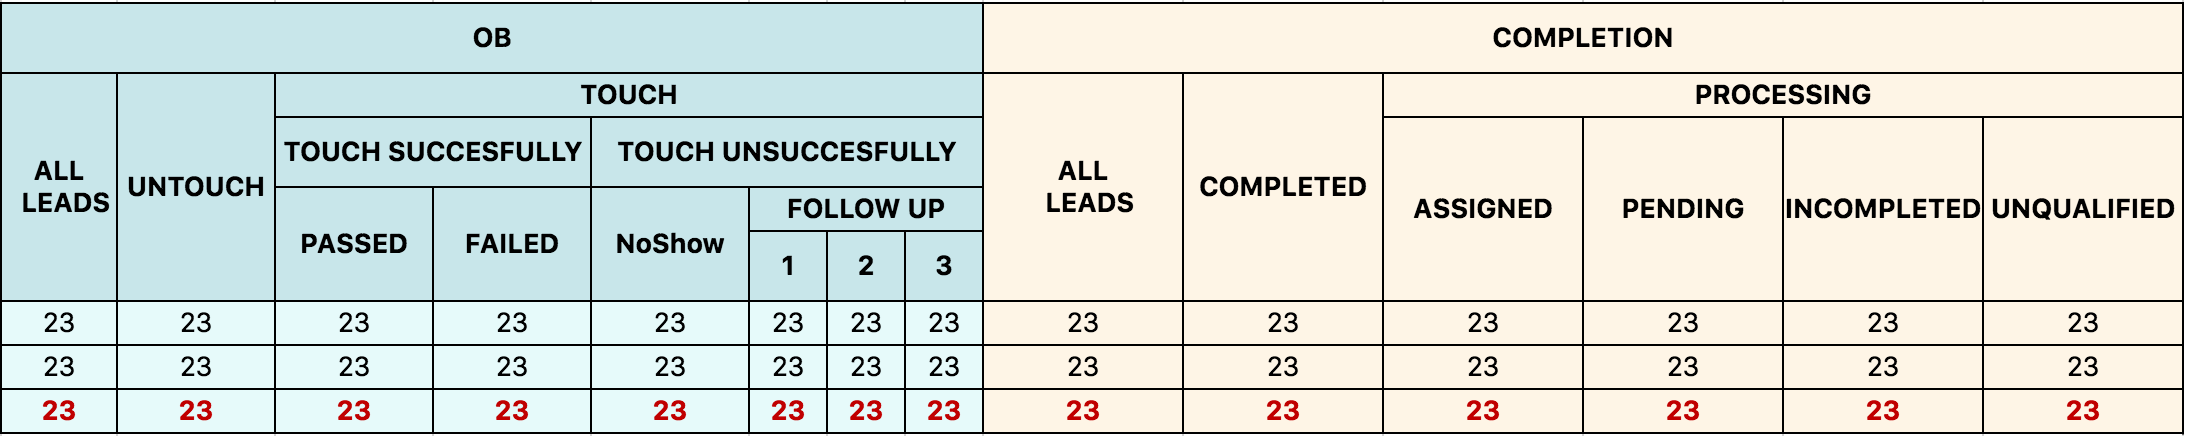 OB COMPLETION
TOUCH PROCESSING
ALL LEADS UNTOUCH TOUCH SUCCESFULLY TOUCH UNSUCCESFULLY ALL LEADS COMPLETED ASSIGNED PENDING INCOMPLETED UNQUALIFIED
PASSED FAILED NoShow FOLLOW UP
1 2 3
23 23 23 23 23 23 23 23 23 23 23 23 23 23
23 23 23 23 23 23 23 23 23 23 23 23 23 23
23 23 23 23 23 23 23 23 23 23 23 23 23 23